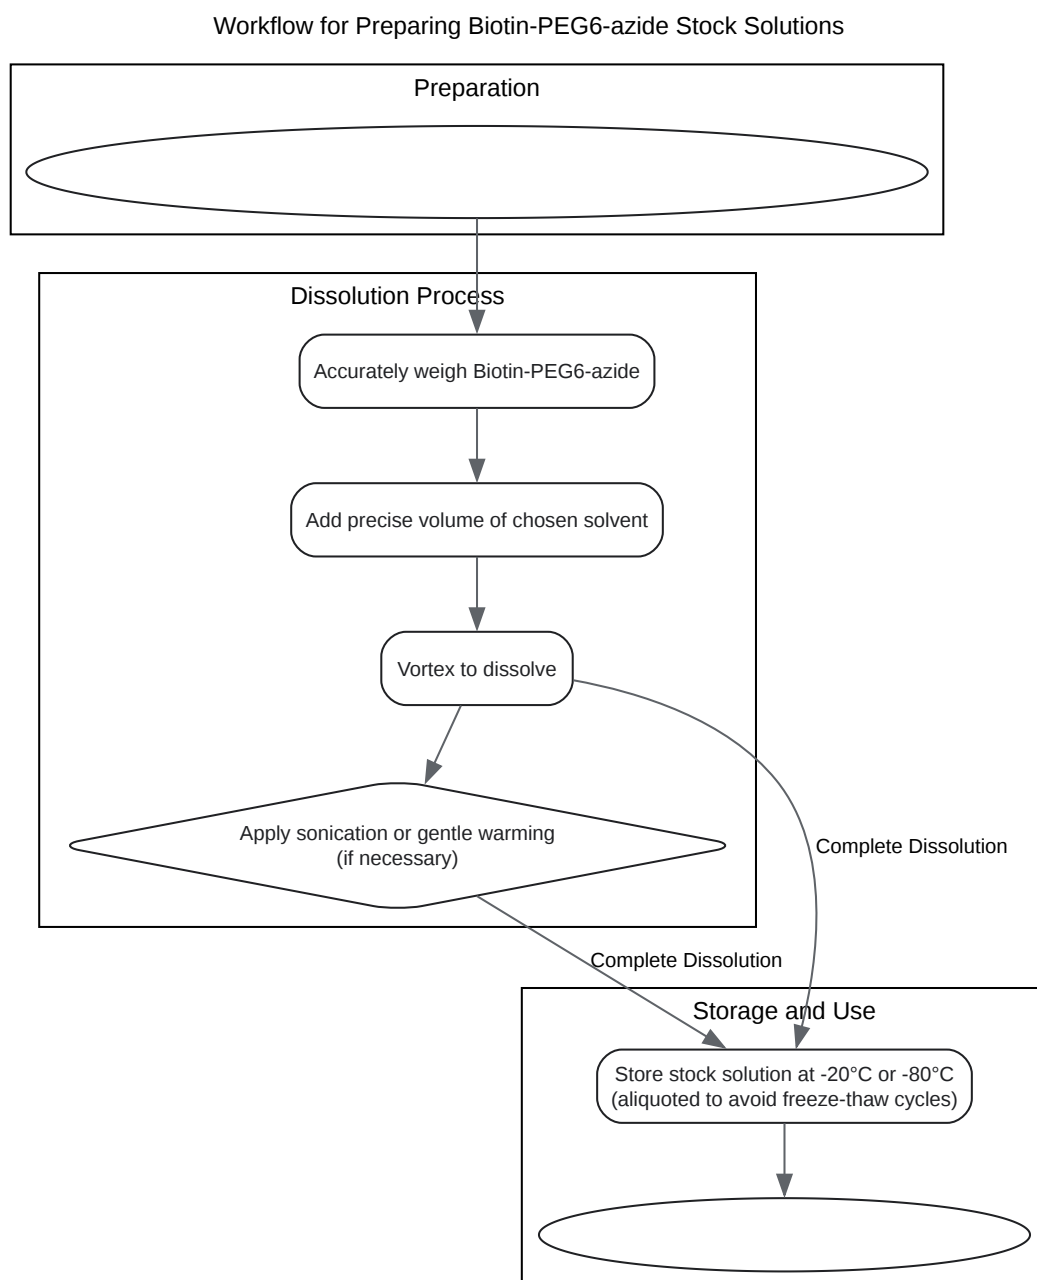 Workflow for Preparing Biotin-PEG6-azide Stock Solutions
Preparation
Dissolution Process
Accurately weigh Biotin-PEG6-azide
Add precise volume of chosen solvent
Vortex to dissolve
Apply sonication or gentle warming
(if necessary)
Complete Dissolution
Complete Dissolution
Storage and Use
Store stock solution at -20°C or -80°C
(aliquoted to avoid freeze-thaw cycles)